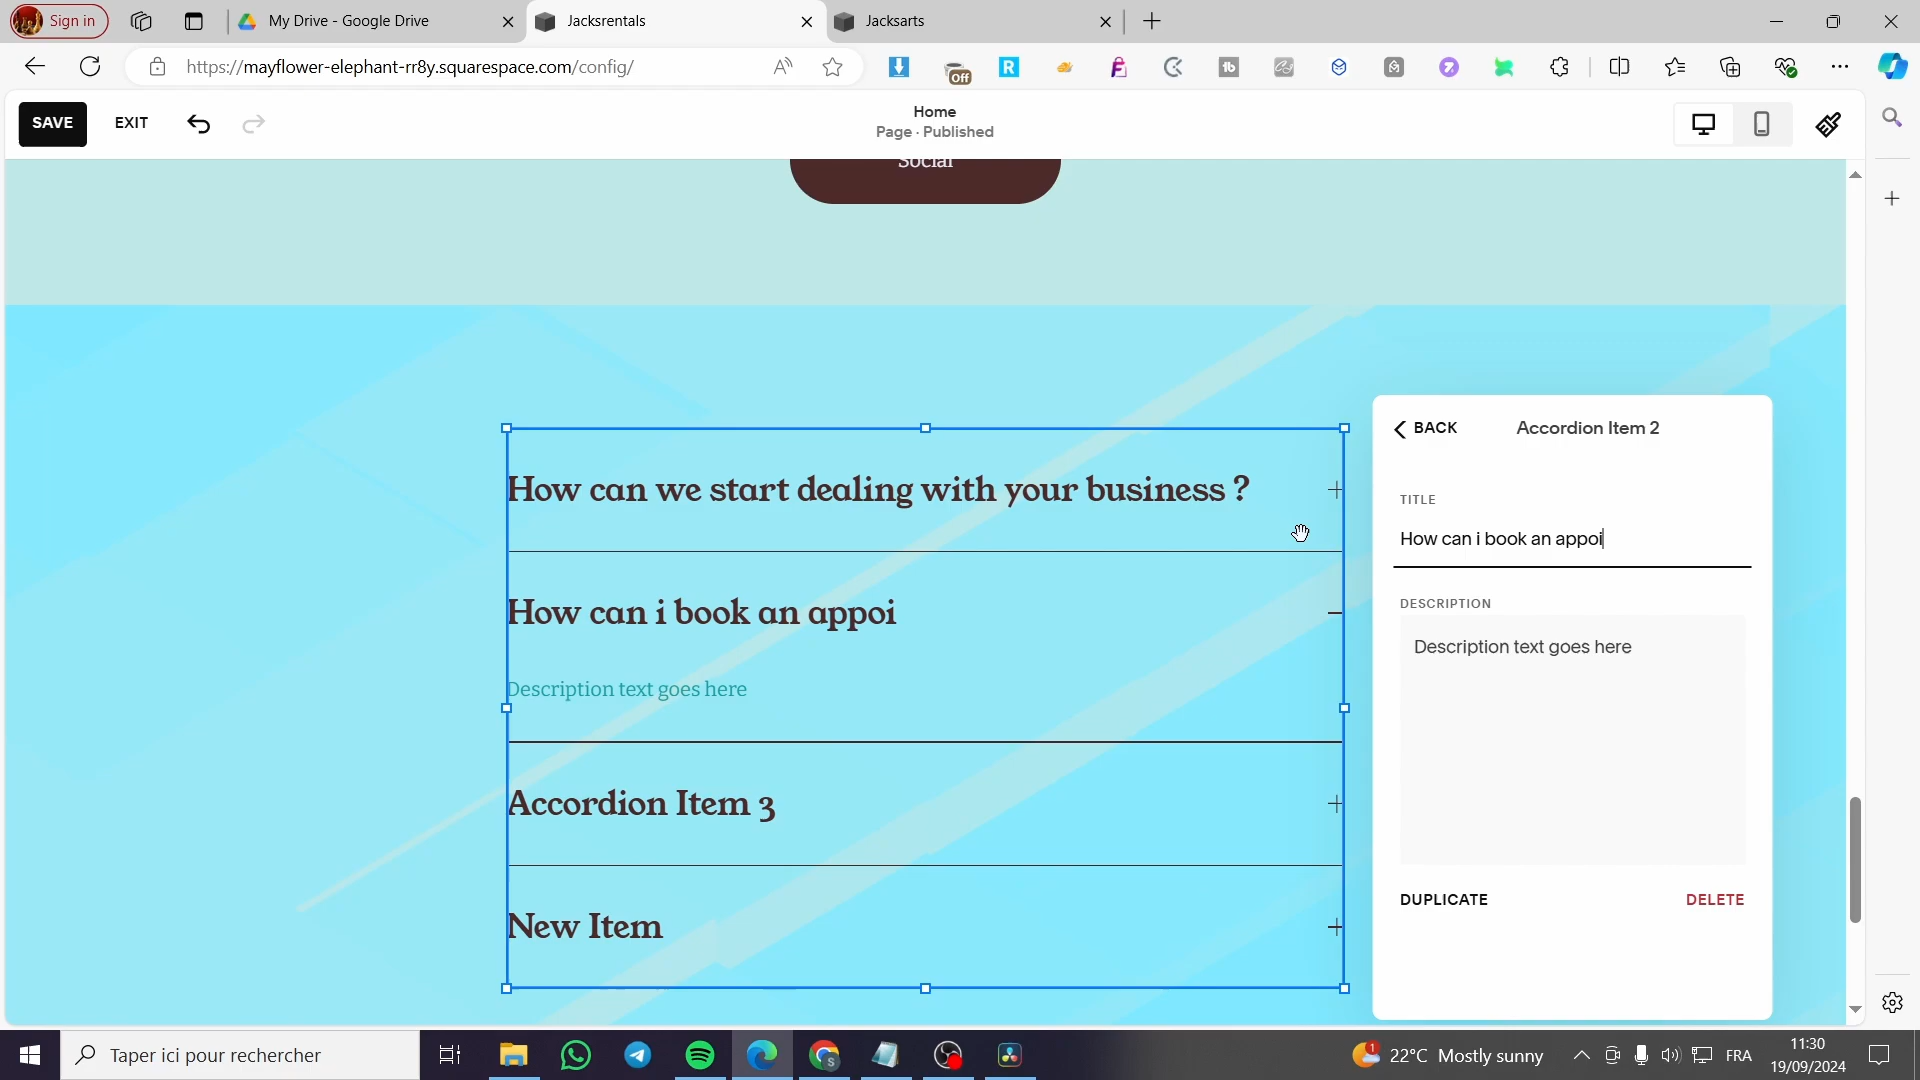 Sign in
My Drive - Google Drive
Jacksrentals
Jacksarts
https://mayflower-elephant-rr8y.squarespace.com/config/
Off
SAVE
EXIT
Home
Page · Published
Social
How can we start dealing with your business ?
How can i book an appoi
Description text goes here
Accordion Item 3
New Item
BACK
Accordion Item 2
TITLE
How can i book an appoi
DESCRIPTION
Description text goes here
DUPLICATE
DELETE
Taper ici pour rechercher
22°C Mostly sunny
FRA
11:30
19/09/2024